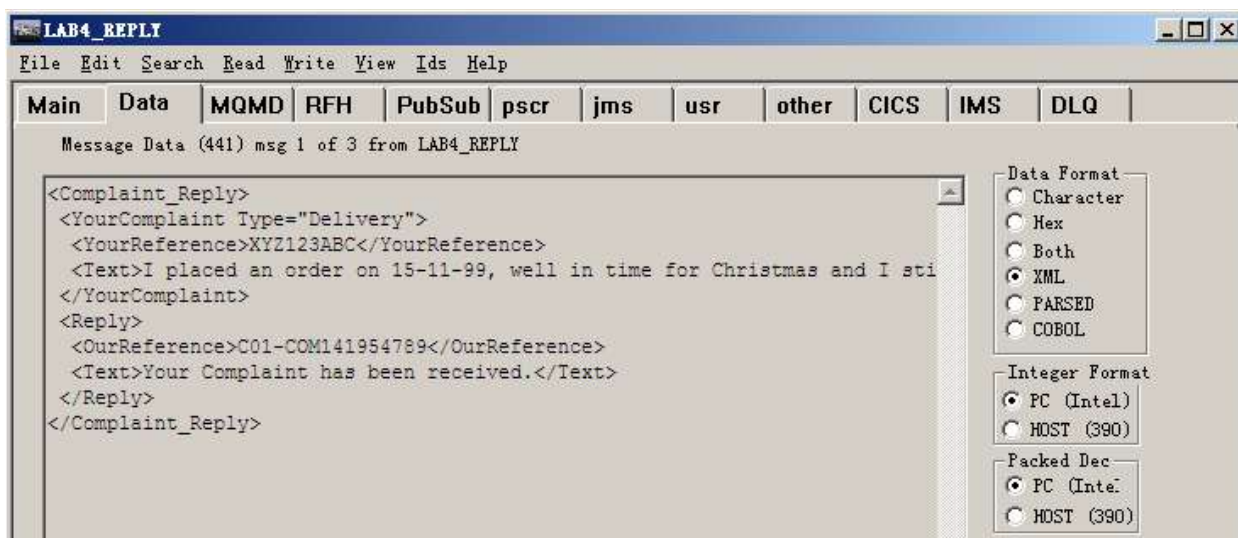 LAB4_REPLY
File Edit Search Read Write View Ids Help
Main Data MQMD RFH PubSub pscr jms usr other CICS IMS DLQ
Message Data (441) msg 1 of 3 from LAB4_REPLY
<Complaint_Reply>
<YourComplaint Type="Delivery">
<YourReference>XYZ123ABC</YourReference>
<Text>I placed an order on 15-11-99, well in time for Christmas and I sti
</YourComplaint>
<Reply>
<OurReference>C01-COM141954789</OurReference>
<Text>Your Complaint has been received.</Text>
</Reply>
</Complaint_Reply>
Data Format
Character
Hex
Both
XML
PARSED
COBOL
Integer Format
PC (Intel)
HOST (390)
Packed Dec
PC (Inte
HOST (390)